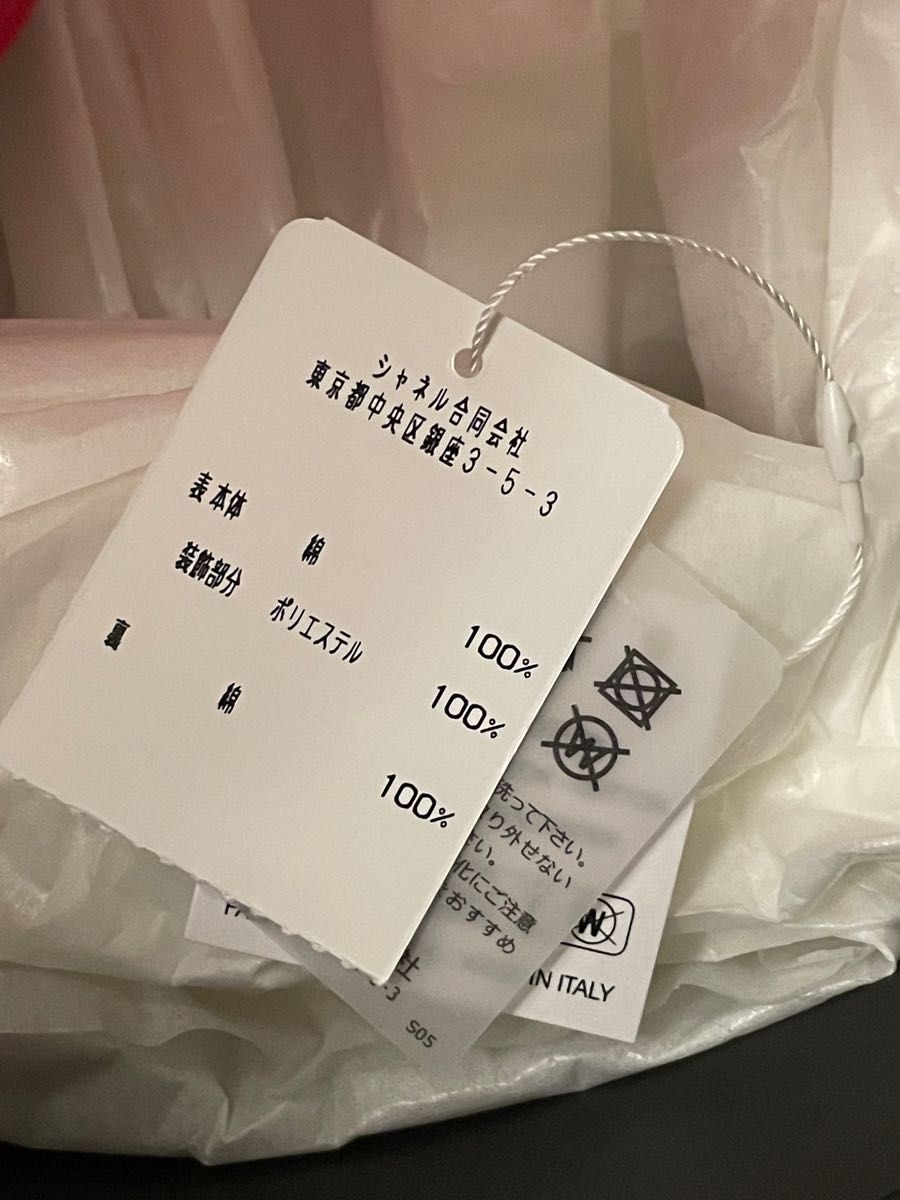 シャネル合同会社
東京都中央区銀座3-5-3
表本体
綿
100%
装飾部分
ポリエステル
100%
裏
綿
100%
洗って下さい。
り外せない
さい。
化にご注意
おすすめ
社
-3
S05
IN ITALY